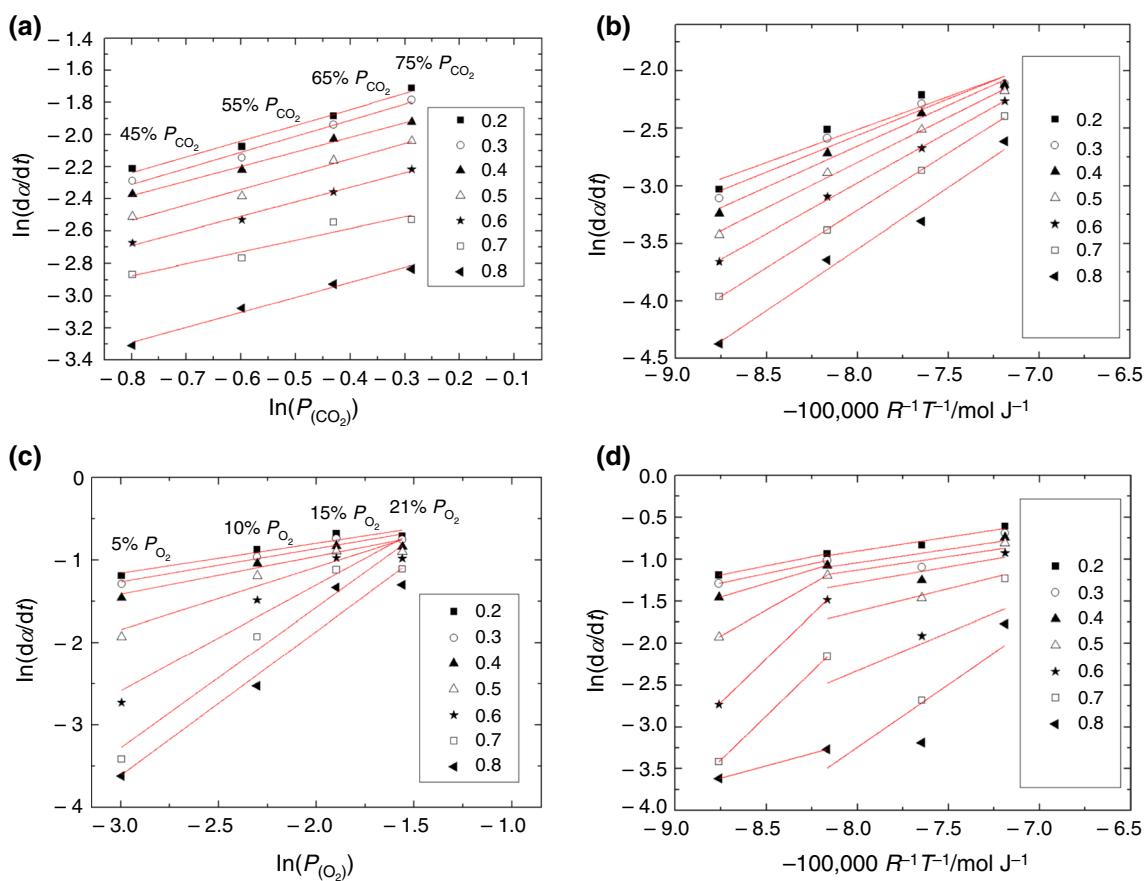 (a)
ln(dα/dt)
− 1.4
− 1.6
− 1.8
− 2.0
− 2.2
− 2.4
− 2.6
− 2.8
− 3.0
− 3.2
− 3.4
45% P_CO₂
55% P_CO₂
65% P_CO₂
75% P_CO₂
0.2
0.3
0.4
0.5
0.6
0.7
0.8
− 0.8 − 0.7 − 0.6 − 0.5 − 0.4 − 0.3 − 0.2 − 0.1
ln(P_(CO₂))
(b)
ln(dα/dt)
− 2.0
− 2.5
− 3.0
− 3.5
− 4.0
− 4.5
0.2
0.3
0.4
0.5
0.6
0.7
0.8
− 9.0 − 8.5 − 8.0 − 7.5 − 7.0 − 6.5
−100,000 R⁻¹T⁻¹/mol J⁻¹
(c)
ln(dα/dt)
0
− 1
− 2
− 3
− 4
5% P_O₂
10% P_O₂
15% P_O₂
21% P_O₂
0.2
0.3
0.4
0.5
0.6
0.7
0.8
− 3.0 − 2.5 − 2.0 − 1.5 − 1.0
ln(P_(O₂))
(d)
ln(dα/dt)
0.0
− 0.5
− 1.0
− 1.5
− 2.0
− 2.5
− 3.0
− 3.5
− 4.0
0.2
0.3
0.4
0.5
0.6
0.7
0.8
− 9.0 − 8.5 − 8.0 − 7.5 − 7.0 − 6.5
−100,000 R⁻¹T⁻¹/mol J⁻¹